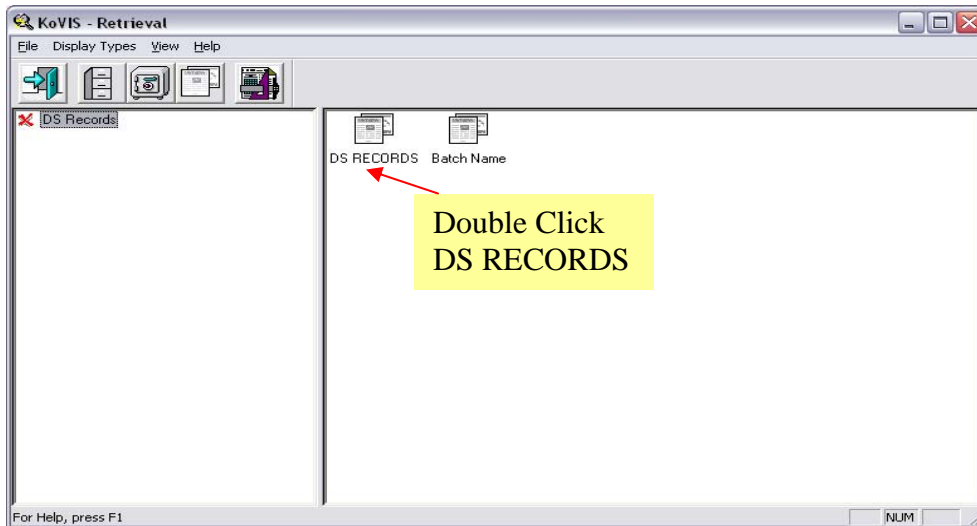 KoVIS - Retrieval
File Display Types View Help
DS Records
DS RECORDS Batch Name
Double Click
DS RECORDS
For Help, press F1 NUM